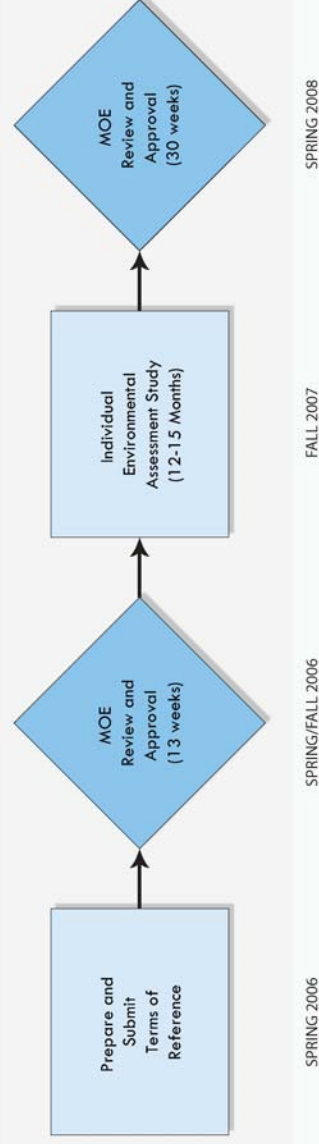 Prepare and
Submit
Terms of
Reference
SPRING 2006
MOE
Review and
Approval
(13 weeks)
SPRING/FALL 2006
Individual
Environmental
Assessment Study
(12-15 Months)
FALL 2007
MOE
Review and
Approval
(30 weeks)
SPRING 2008